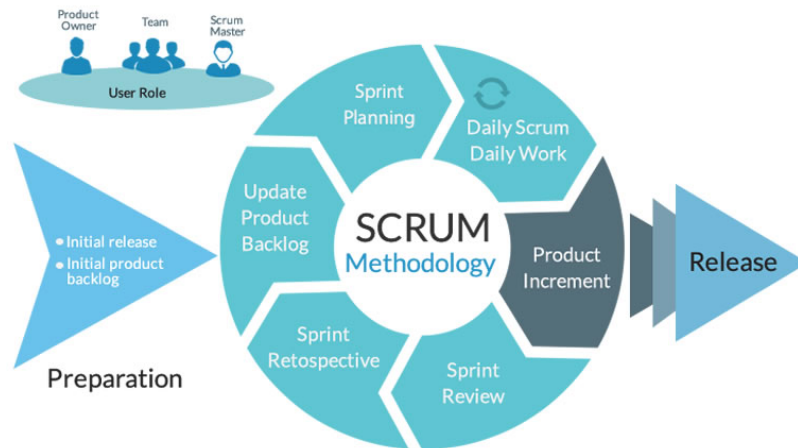 Product
Owner
Team
Scrum
Master
User Role
Sprint
Planning
Daily Scrum
Daily Work
Update
Product
Backlog
SCRUM
Methodology
Product
Increment
Release
• Initial release
• Initial product
backlog
Preparation
Sprint
Retospective
Sprint
Review